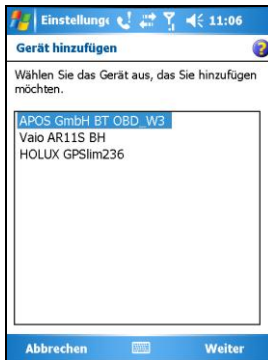 Einstellunge 11:06
Gerät hinzufügen
Wählen Sie das Gerät aus, das Sie hinzufügen
möchten.
APOS GmbH BT OBD_W3
Vaio AR11S BH
HOLUX GPSlim236
Abbrechen Weiter